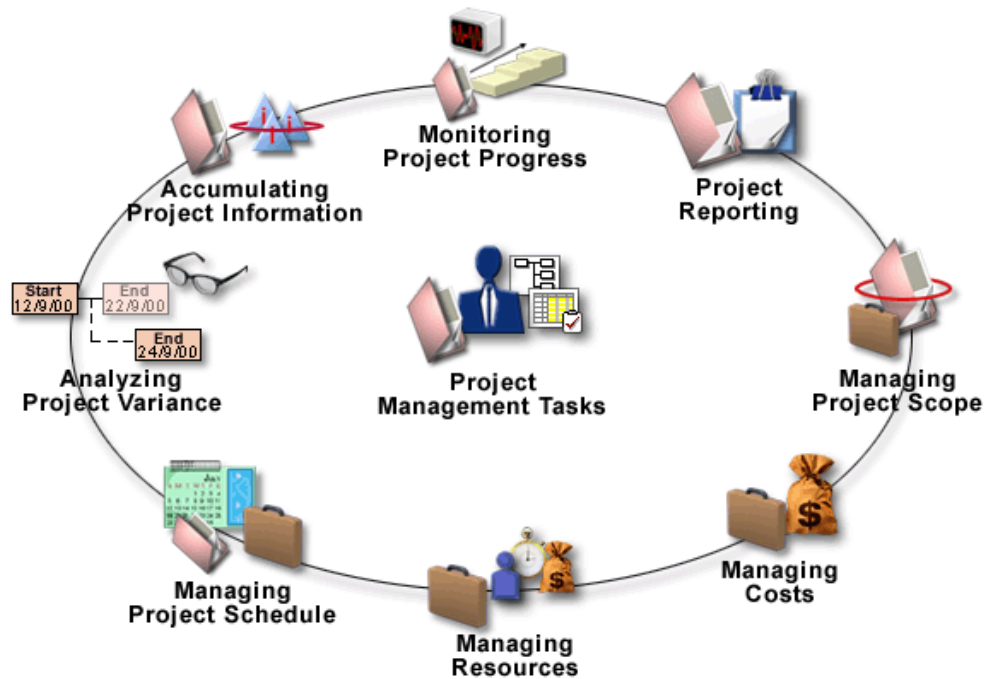 Monitoring
Project Progress
Accumulating
Project Information
Project
Reporting
Start
12/9/00
End
22/9/00
End
24/9/00
Analyzing
Project Variance
Project
Management Tasks
Managing
Project Scope
Managing
Project Schedule
Managing
Resources
Managing
Costs
i
i
i
$
$